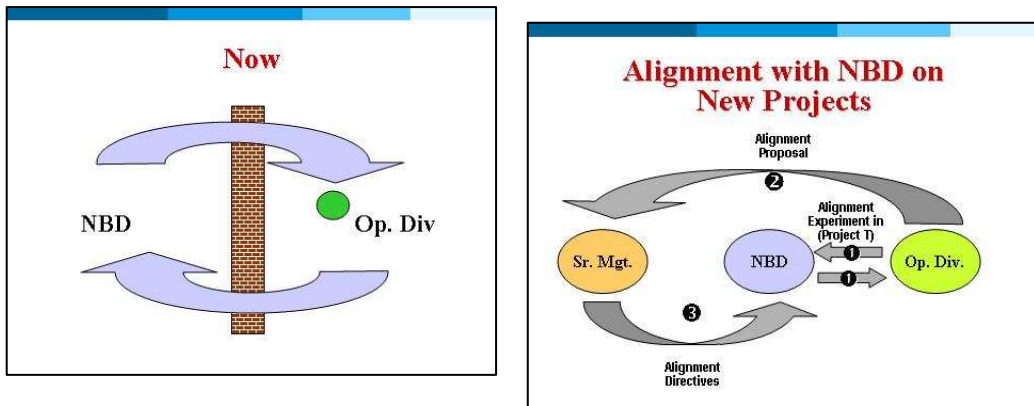 Now
NBD
Op. Div
Alignment with NBD on
New Projects
Alignment
Proposal
2
Alignment
Experiment in
(Project T)
Sr. Mgt.
NBD
1
1
Op. Div.
3
Alignment
Directives